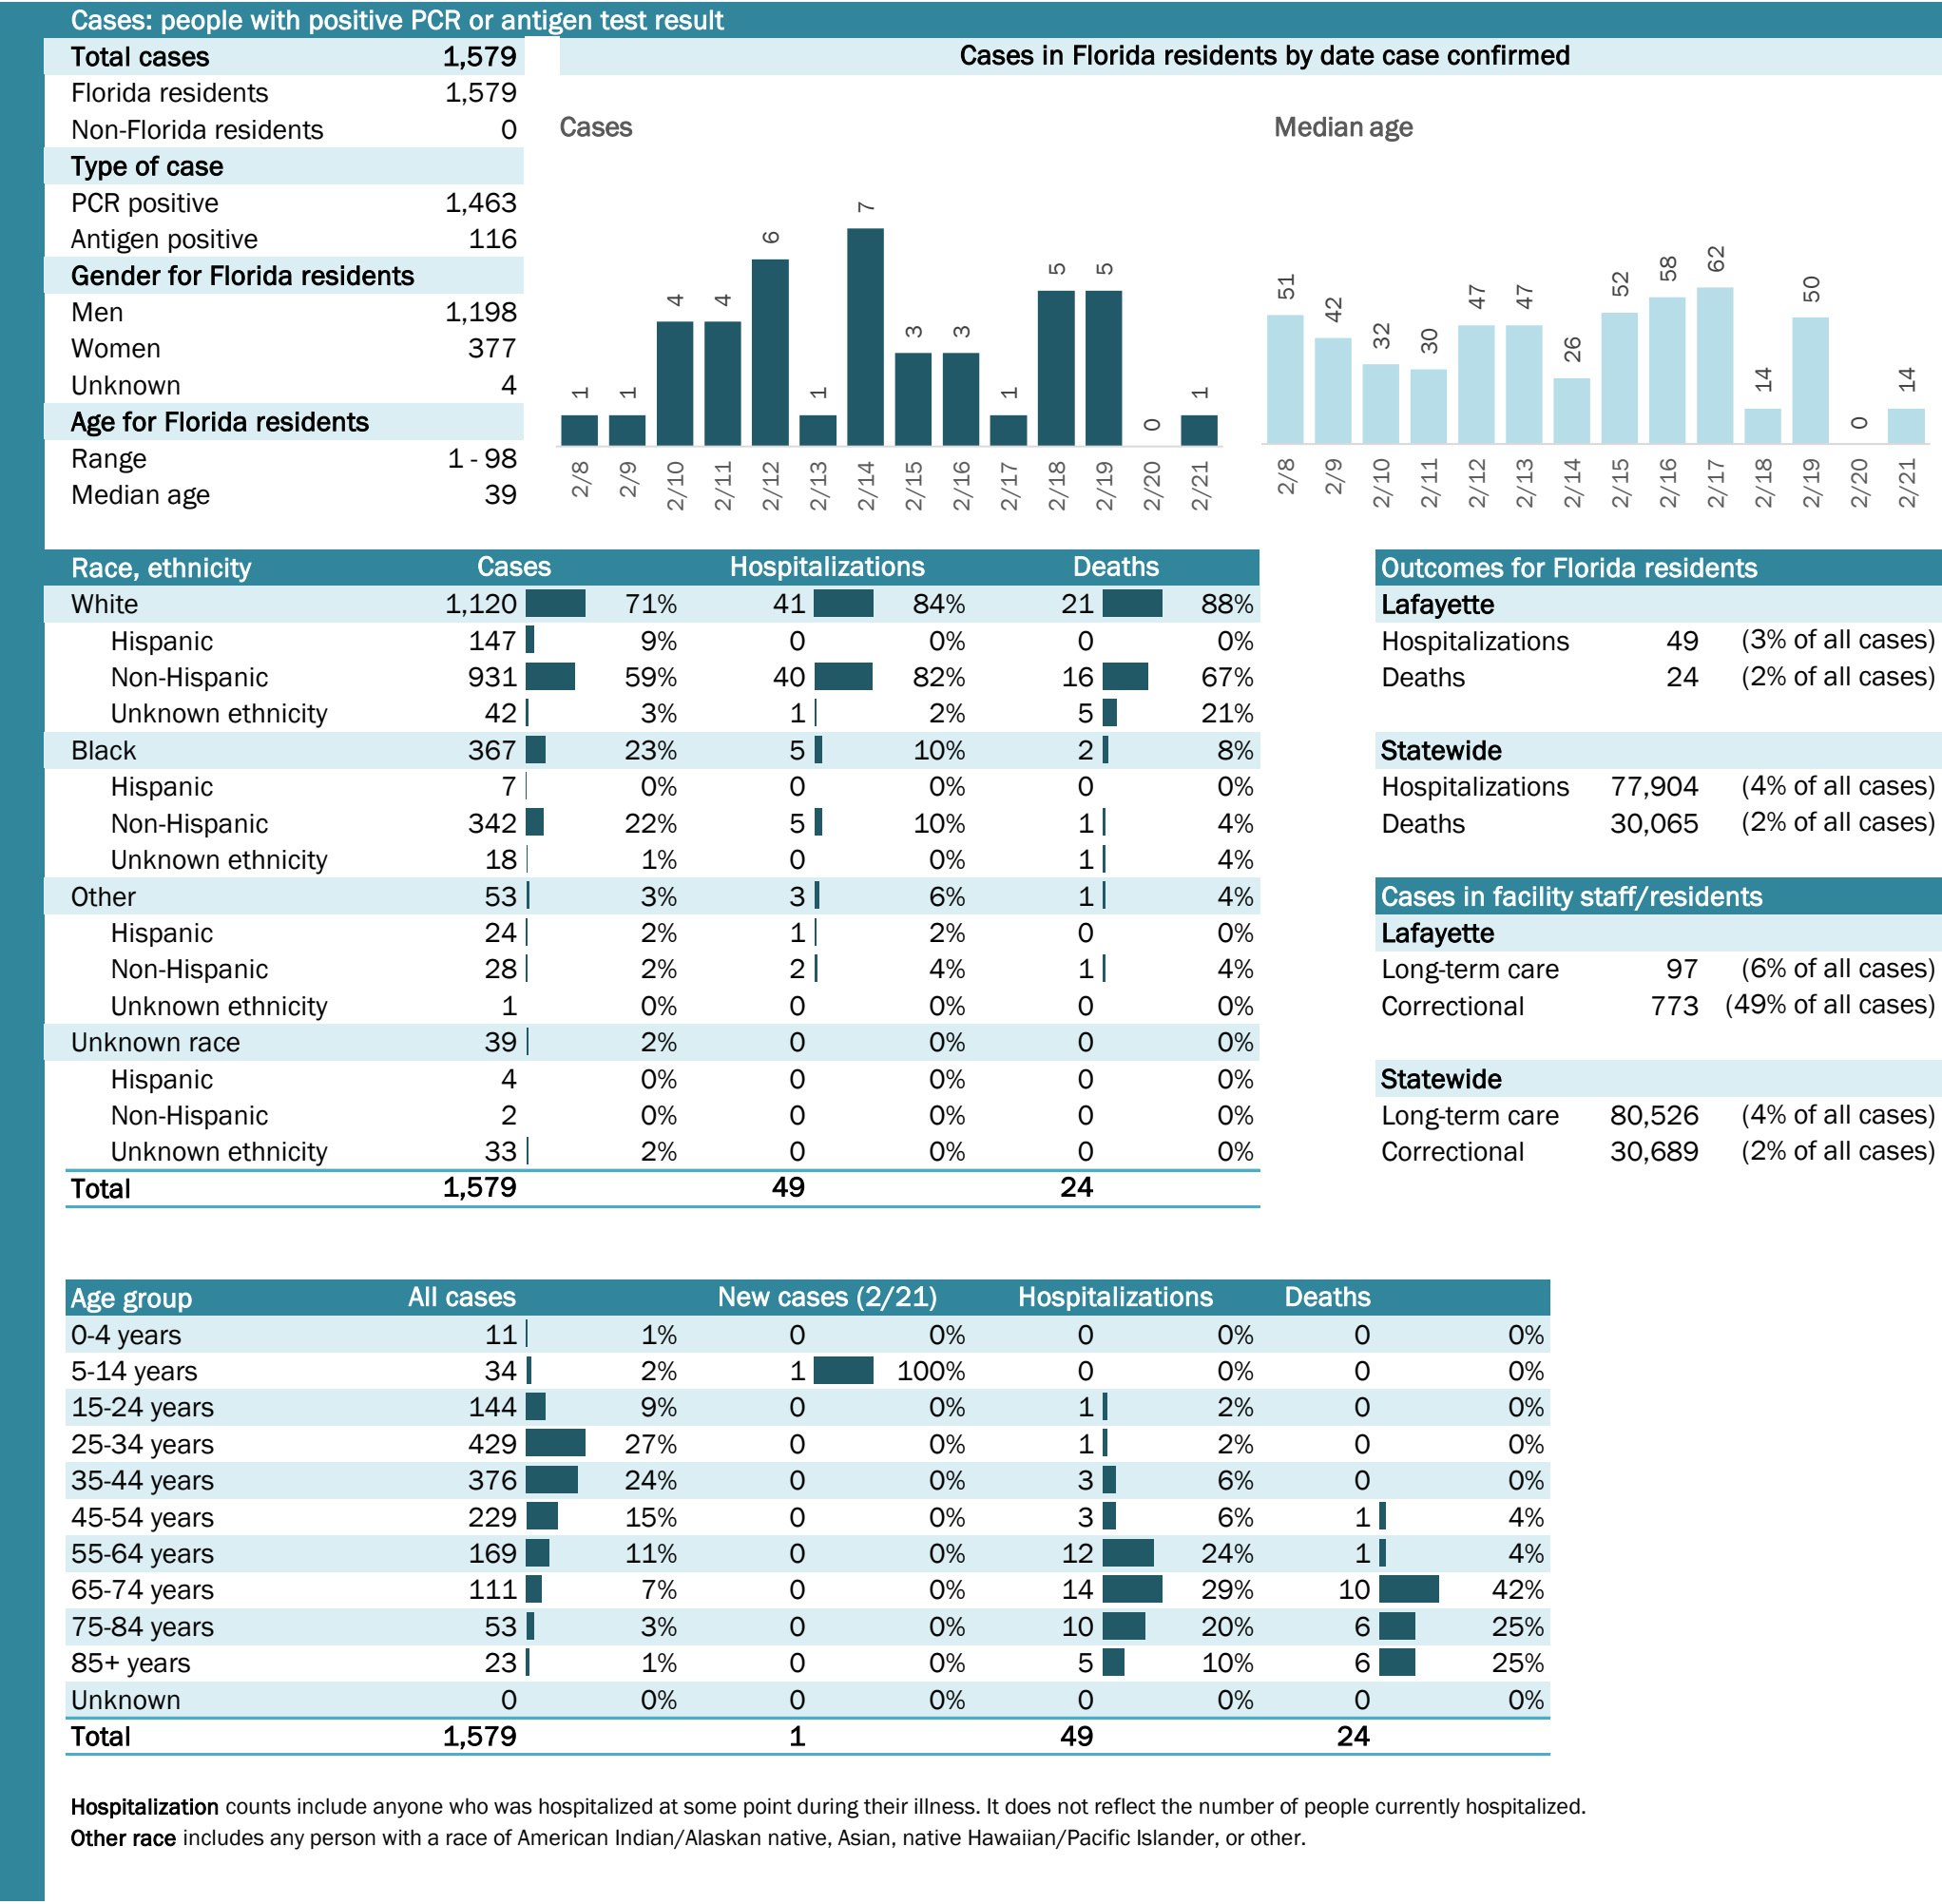 Cases: people with positive PCR or antigen test result
Total cases 1,579
Florida residents 1,579
Non-Florida residents 0
Type of case
PCR positive 1,463
Antigen positive 116
Gender for Florida residents
Men 1,198
Women 377
Unknown 4
Age for Florida residents
Range 1 - 98
Median age 39
Cases in Florida residents by date case confirmed
Cases
1 1 4 4 6 1 7 3 3 1 5 5 0 1
2/8 2/9 2/10 2/11 2/12 2/13 2/14 2/15 2/16 2/17 2/18 2/19 2/20 2/21
Median age
51 42 32 30 47 47 26 52 58 62 14 50 0 14
2/8 2/9 2/10 2/11 2/12 2/13 2/14 2/15 2/16 2/17 2/18 2/19 2/20 2/21
Race, ethnicity Cases Hospitalizations Deaths
White 1,120 71% 41 84% 21 88%
Hispanic 147 9% 0 0% 0 0%
Non-Hispanic 931 59% 40 82% 16 67%
Unknown ethnicity 42 3% 1 2% 5 21%
Black 367 23% 5 10% 2 8%
Hispanic 7 0% 0 0% 0 0%
Non-Hispanic 342 22% 5 10% 1 4%
Unknown ethnicity 18 1% 0 0% 1 4%
Other 53 3% 3 6% 1 4%
Hispanic 24 2% 1 2% 0 0%
Non-Hispanic 28 2% 2 4% 1 4%
Unknown ethnicity 1 0% 0 0% 0 0%
Unknown race 39 2% 0 0% 0 0%
Hispanic 4 0% 0 0% 0 0%
Non-Hispanic 2 0% 0 0% 0 0%
Unknown ethnicity 33 2% 0 0% 0 0%
Total 1,579 49 24
Outcomes for Florida residents
Lafayette
Hospitalizations 49 (3% of all cases)
Deaths 24 (2% of all cases)
Statewide
Hospitalizations 77,904 (4% of all cases)
Deaths 30,065 (2% of all cases)
Cases in facility staff/residents
Lafayette
Long-term care 97 (6% of all cases)
Correctional 773 (49% of all cases)
Statewide
Long-term care 80,526 (4% of all cases)
Correctional 30,689 (2% of all cases)
Age group All cases New cases (2/21) Hospitalizations Deaths
0-4 years 11 1% 0 0% 0 0% 0 0%
5-14 years 34 2% 1 100% 0 0% 0 0%
15-24 years 144 9% 0 0% 1 2% 0 0%
25-34 years 429 27% 0 0% 1 2% 0 0%
35-44 years 376 24% 0 0% 3 6% 0 0%
45-54 years 229 15% 0 0% 3 6% 1 4%
55-64 years 169 11% 0 0% 12 24% 1 4%
65-74 years 111 7% 0 0% 14 29% 10 42%
75-84 years 53 3% 0 0% 10 20% 6 25%
85+ years 23 1% 0 0% 5 10% 6 25%
Unknown 0 0% 0 0% 0 0% 0 0%
Total 1,579 1 49 24
Hospitalization counts include anyone who was hospitalized at some point during their illness. It does not reflect the number of people currently hospitalized.
Other race includes any person with a race of American Indian/Alaskan native, Asian, native Hawaiian/Pacific Islander, or other.